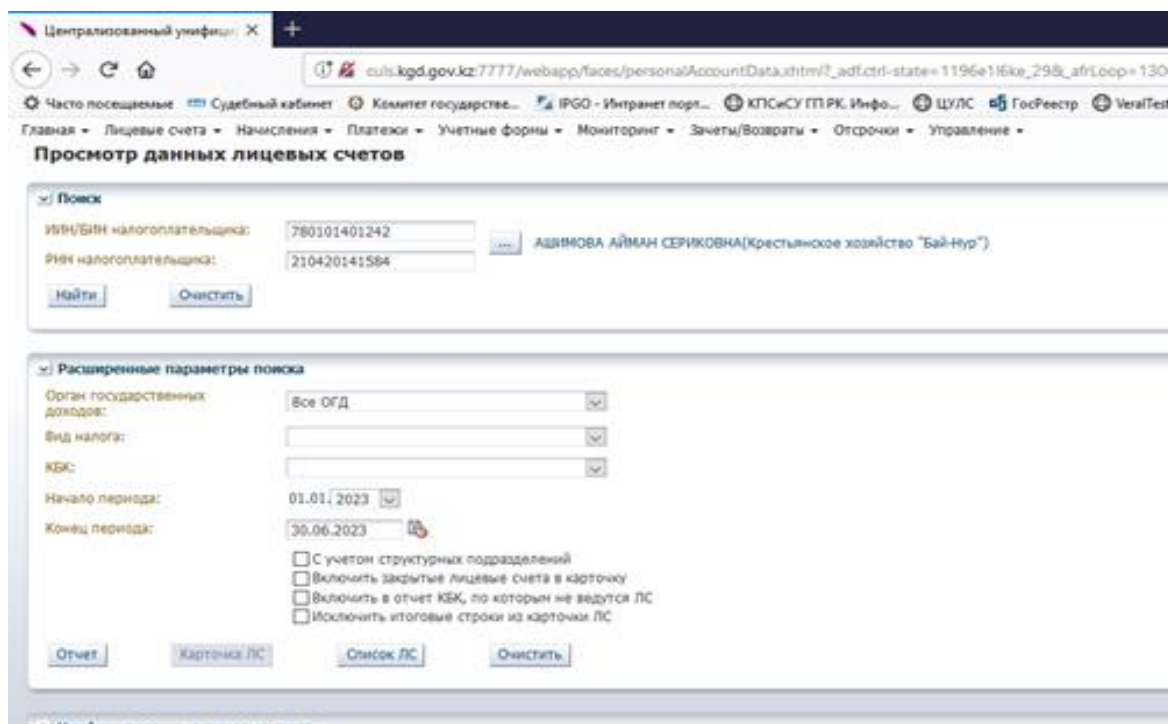 Централизованный унифиц
culs.kgd.gov.kz:7777/webapp/faces/personalAccountData.xhtml?_adf.ctrl-state=1196e1l6ke_29&_afrLoop=130
Часто посещаемые Судебный кабинет Комитет государстве... IPGO - Интранет порт... КПСиСУ ГП РК. Инфо... ЦУЛС ГосРеестр VeralTest
Главная Лицевые счета Начисления Платежи Учетные формы Мониторинг Зачеты/Возвраты Отсрочки Управление
Просмотр данных лицевых счетов
Поиск
ИИН/БИН налогоплательщика: 780101401242 ... АШИМОВА АЙМАН СЕРИКОВНА(Крестьянское хозяйство "Бай-Нур")
РНН налогоплательщика: 210420141584
Найти Очистить
Расширенные параметры поиска
Орган государственных доходов: Все ОГД
Вид налога:
КБК:
Начало периода: 01.01. 2023
Конец периода: 30.06.2023
С учетом структурных подразделений
Включить закрытые лицевые счета в карточку
Включить в отчет КБК, по которым не ведутся ЛС
Исключить итоговые строки из карточки ЛС
Отчет Карточка ЛС Список ЛС Очистить